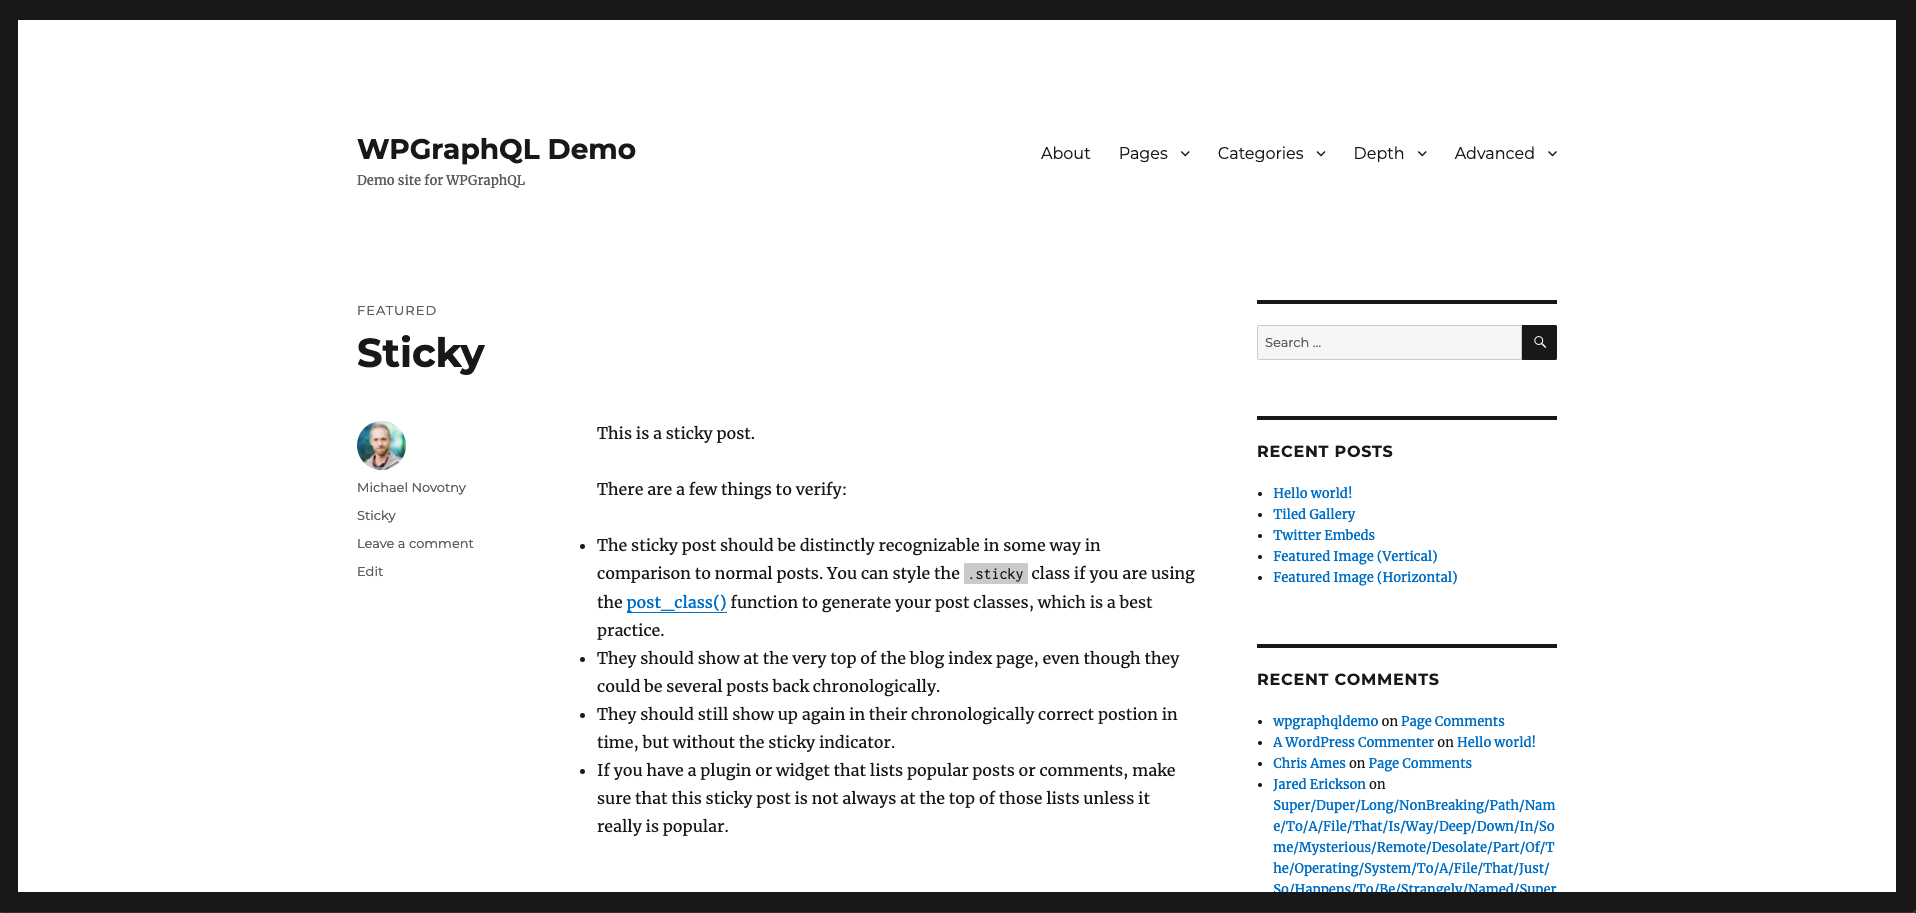 WPGraphQL Demo
Demo site for WPGraphQL
About Pages Categories Depth Advanced
FEATURED
Sticky
Michael Novotny
Sticky
Leave a comment
Edit
This is a sticky post.
There are a few things to verify:
The sticky post should be distinctly recognizable in some way in
comparison to normal posts. You can style the .sticky class if you are using
the post_class() function to generate your post classes, which is a best
practice.
They should show at the very top of the blog index page, even though they
could be several posts back chronologically.
They should still show up again in their chronologically correct postion in
time, but without the sticky indicator.
If you have a plugin or widget that lists popular posts or comments, make
sure that this sticky post is not always at the top of those lists unless it
really is popular.
Search ...
RECENT POSTS
Hello world!
Tiled Gallery
Twitter Embeds
Featured Image (Vertical)
Featured Image (Horizontal)
RECENT COMMENTS
wpgraphqldemo on Page Comments
A WordPress Commenter on Hello world!
Chris Ames on Page Comments
Jared Erickson on
Super/Duper/Long/NonBreaking/Path/Nam
e/To/A/File/That/Is/Way/Deep/Down/In/So
me/Mysterious/Remote/Desolate/Part/Of/T
he/Operating/System/To/A/File/That/Just/
So/Happens/To/Be/Strangely/Named/Super